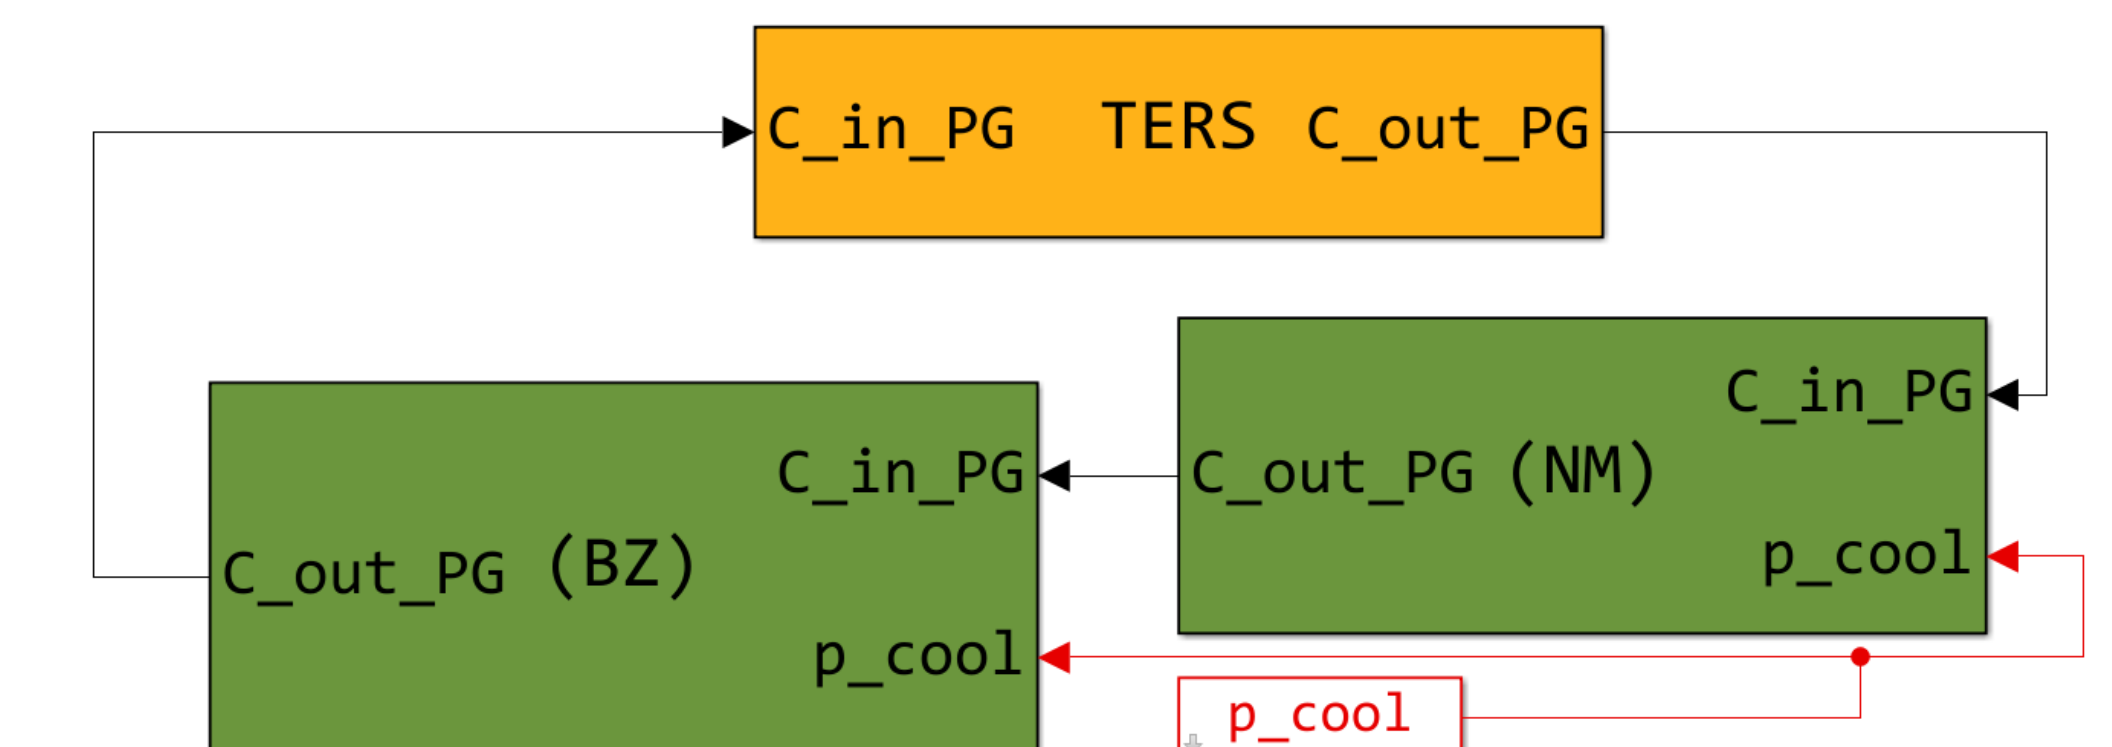 C_in_PG TERS C_out_PG
C_in_PG
C_out_PG (NM)
p_cool
C_in_PG
C_out_PG (BZ)
p_cool
p_cool